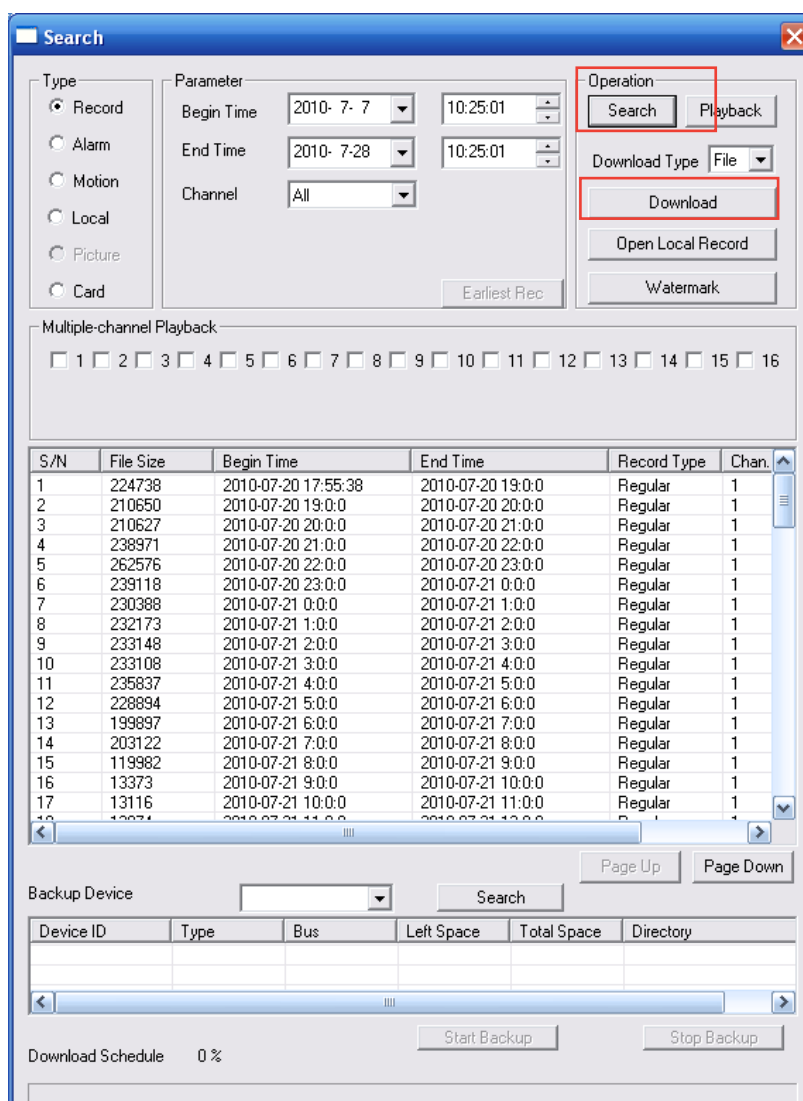 Search
Type
Record
Alarm
Motion
Local
Picture
Card
Parameter
Begin Time 2010- 7- 7 10:25:01
End Time 2010- 7-28 10:25:01
Channel All
Earliest Rec
Operation
Search Playback
Download Type File
Download
Open Local Record
Watermark
Multiple-channel Playback
1 2 3 4 5 6 7 8 9 10 11 12 13 14 15 16
S/N File Size Begin Time End Time Record Type Chan.
1 224738 2010-07-20 17:55:38 2010-07-20 19:0:0 Regular 1
2 210650 2010-07-20 19:0:0 2010-07-20 20:0:0 Regular 1
3 210627 2010-07-20 20:0:0 2010-07-20 21:0:0 Regular 1
4 238971 2010-07-20 21:0:0 2010-07-20 22:0:0 Regular 1
5 262576 2010-07-20 22:0:0 2010-07-20 23:0:0 Regular 1
6 239118 2010-07-20 23:0:0 2010-07-21 0:0:0 Regular 1
7 230388 2010-07-21 0:0:0 2010-07-21 1:0:0 Regular 1
8 232173 2010-07-21 1:0:0 2010-07-21 2:0:0 Regular 1
9 233148 2010-07-21 2:0:0 2010-07-21 3:0:0 Regular 1
10 233108 2010-07-21 3:0:0 2010-07-21 4:0:0 Regular 1
11 235837 2010-07-21 4:0:0 2010-07-21 5:0:0 Regular 1
12 228894 2010-07-21 5:0:0 2010-07-21 6:0:0 Regular 1
13 199897 2010-07-21 6:0:0 2010-07-21 7:0:0 Regular 1
14 203122 2010-07-21 7:0:0 2010-07-21 8:0:0 Regular 1
15 119982 2010-07-21 8:0:0 2010-07-21 9:0:0 Regular 1
16 13373 2010-07-21 9:0:0 2010-07-21 10:0:0 Regular 1
17 13116 2010-07-21 10:0:0 2010-07-21 11:0:0 Regular 1
Page Up Page Down
Backup Device Search
Device ID Type Bus Left Space Total Space Directory
Start Backup Stop Backup
Download Schedule 0 %